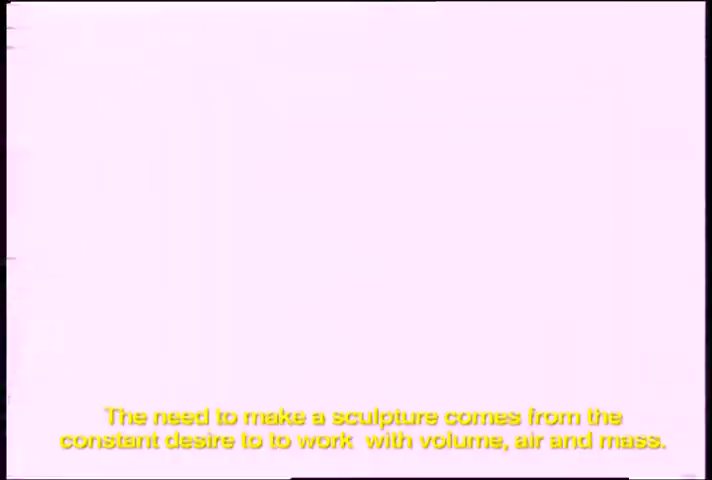 The need to make a sculpture comes from the
constant desire to to work with volume, air and mass.